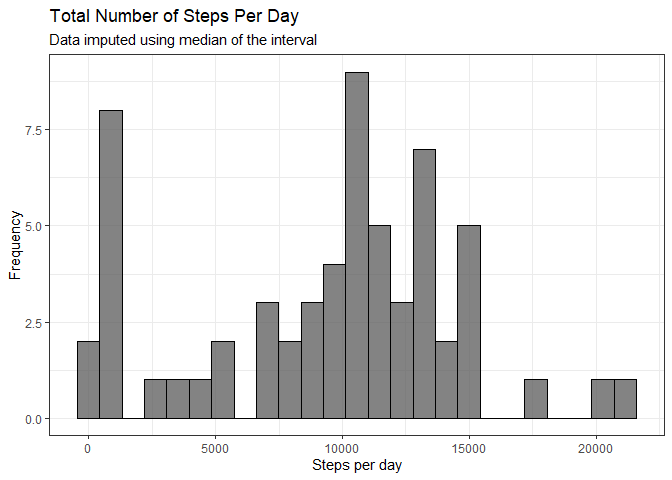 Total Number of Steps Per Day
Data imputed using median of the interval
7.5
5.0
2.5
0.0
Frequency
0 5000 10000 15000 20000
Steps per day